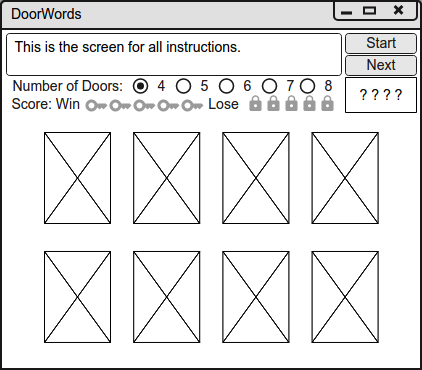 DoorWords
This is the screen for all instructions.
Start
Next
Number of Doors: 4 5 6 7 8
Score: Win Lose
? ? ? ?